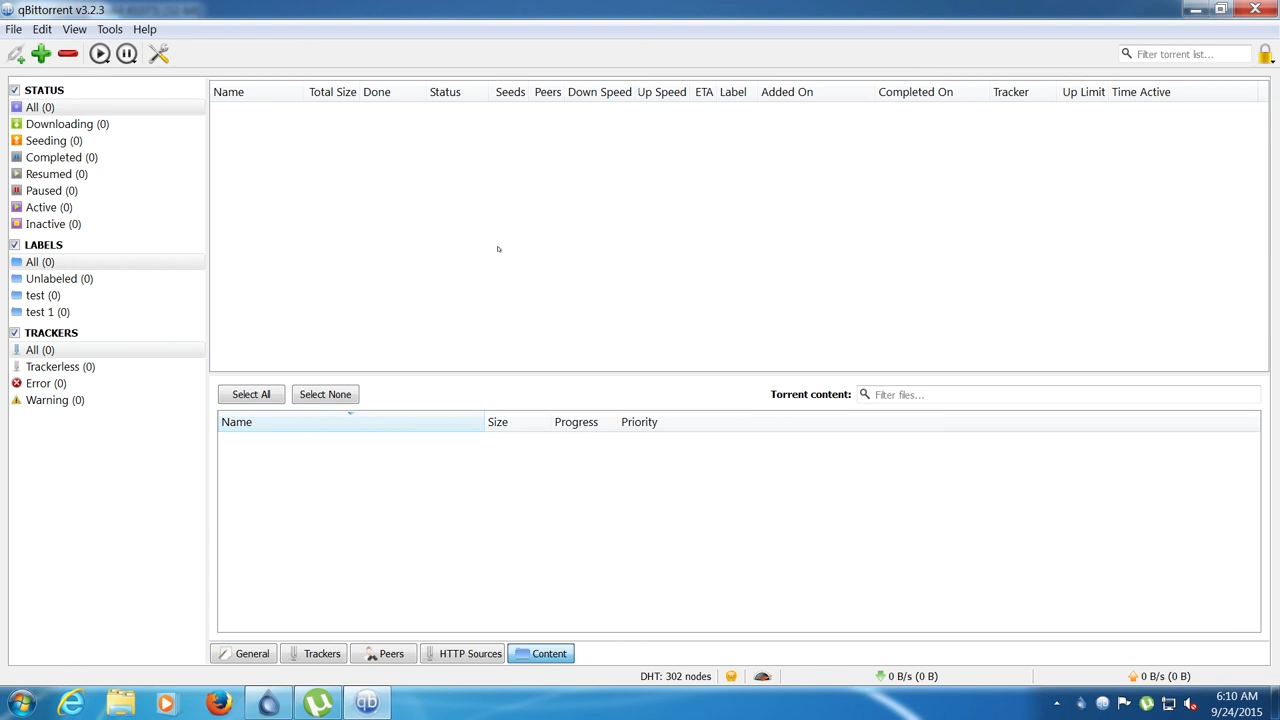 qBittorrent v3.2.3
File Edit View Tools Help
Filter torrent list...
STATUS
All (0)
Downloading (0)
Seeding (0)
Completed (0)
Resumed (0)
Paused (0)
Active (0)
Inactive (0)
LABELS
All (0)
Unlabeled (0)
test (0)
test 1 (0)
TRACKERS
All (0)
Trackerless (0)
Error (0)
Warning (0)
Name Total Size Done Status Seeds Peers Down Speed Up Speed ETA Label Added On Completed On Tracker Up Limit Time Active
Select All Select None Torrent content: Filter files...
Name Size Progress Priority
General Trackers Peers HTTP Sources Content
DHT: 302 nodes 0 B/s (0 B) 0 B/s (0 B)
qb
6:10 AM
9/24/2015